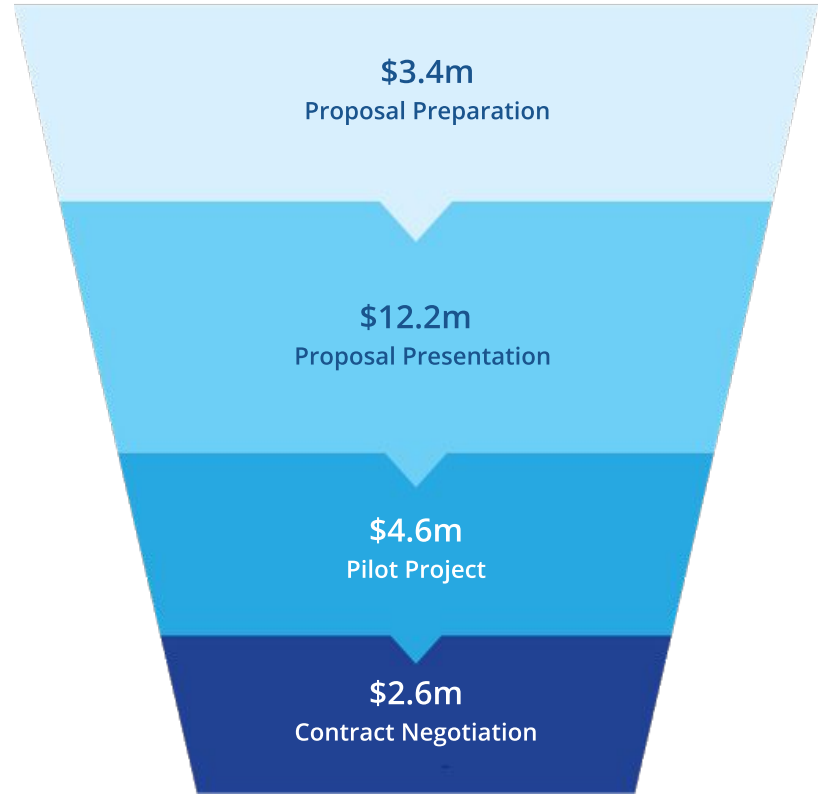 $3.4m
Proposal Preparation
$12.2m
Proposal Presentation
$4.6m
Pilot Project
$2.6m
Contract Negotiation